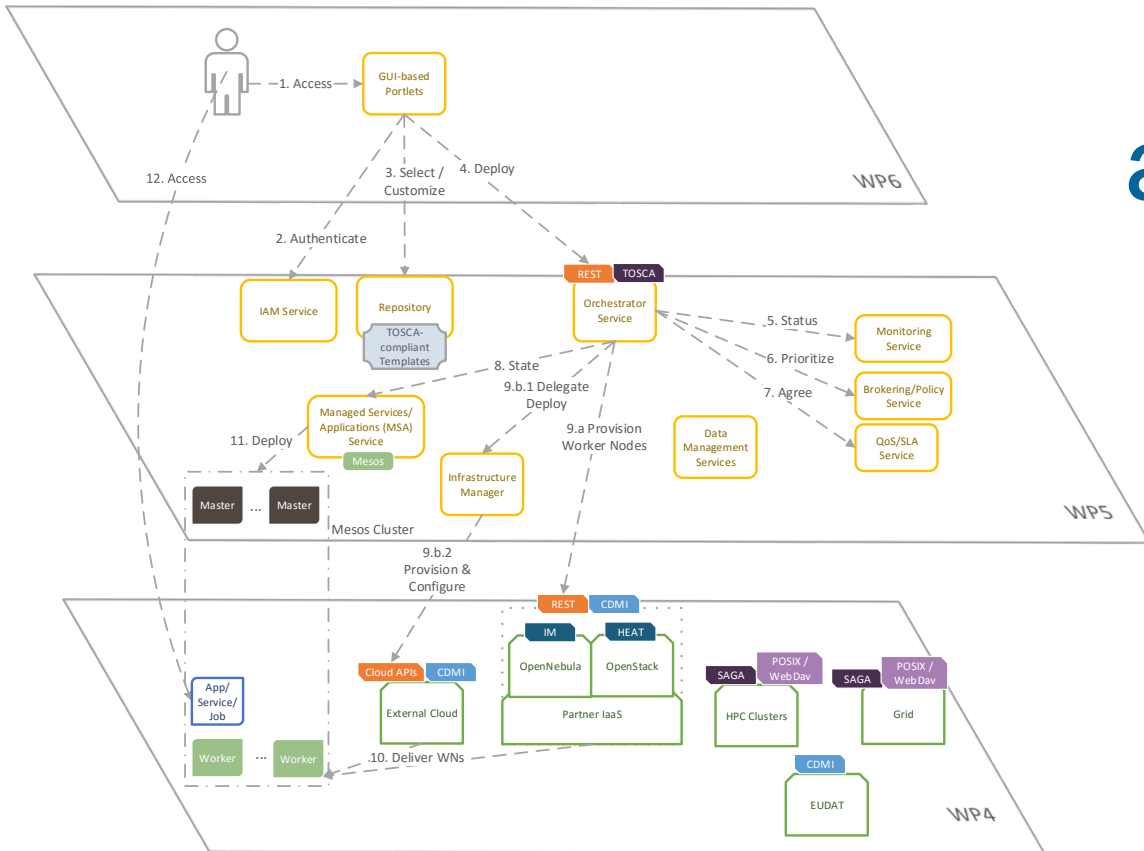 1. Access
GUI-based
Portlets
12. Access
3. Select /
Customize
4. Deploy
WP6
a
2. Authenticate
REST
TOSCA
IAM Service
Repository
TOSCA-
compliant
Templates
Orchestrator
Service
5. Status
Monitoring
Service
6. Prioritize
7. Agree
Brokering/Policy
Service
QoS/SLA
Service
8. State
9.b.1 Delegate
Deploy
9.a Provision
Worker Nodes
Managed Services/
Applications (MSA)
Service
Mesos
11. Deploy
Infrastructure
Manager
Data
Management
Services
Master
...
Master
Mesos Cluster
WP5
9.b.2
Provision &
Configure
REST
CDMI
IM
HEAT
OpenNebula
OpenStack
Partner IaaS
Cloud APIs
CDMI
External Cloud
SAGA
POSIX /
WebDav
HPC Clusters
SAGA
POSIX /
WebDav
Grid
App/
Service/
Job
Worker
...
Worker
10. Deliver WNs
CDMI
EUDAT
WP4